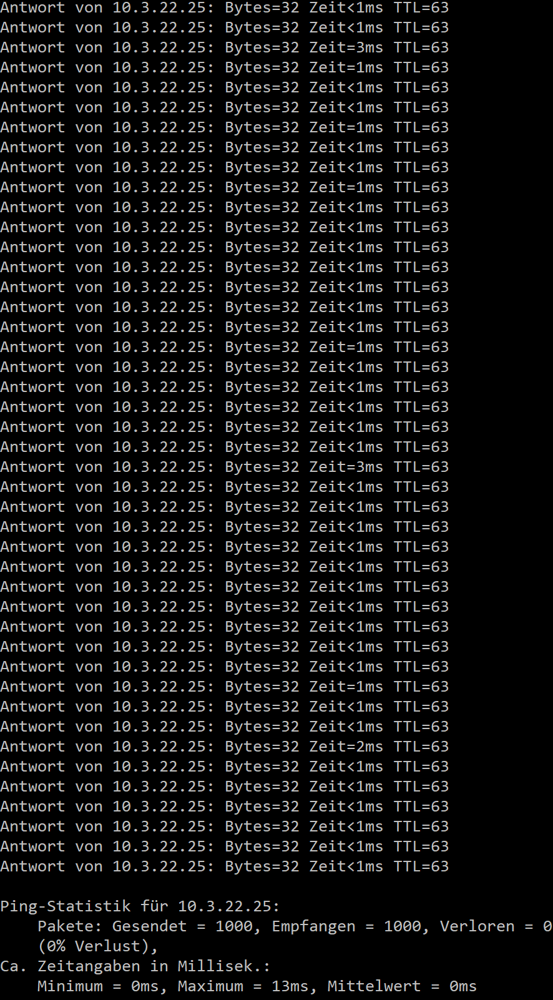 Antwort von 10.3.22.25: Bytes=32 Zeit<1ms TTL=63
Antwort von 10.3.22.25: Bytes=32 Zeit<1ms TTL=63
Antwort von 10.3.22.25: Bytes=32 Zeit=3ms TTL=63
Antwort von 10.3.22.25: Bytes=32 Zeit=1ms TTL=63
Antwort von 10.3.22.25: Bytes=32 Zeit<1ms TTL=63
Antwort von 10.3.22.25: Bytes=32 Zeit<1ms TTL=63
Antwort von 10.3.22.25: Bytes=32 Zeit=1ms TTL=63
Antwort von 10.3.22.25: Bytes=32 Zeit<1ms TTL=63
Antwort von 10.3.22.25: Bytes=32 Zeit<1ms TTL=63
Antwort von 10.3.22.25: Bytes=32 Zeit=1ms TTL=63
Antwort von 10.3.22.25: Bytes=32 Zeit<1ms TTL=63
Antwort von 10.3.22.25: Bytes=32 Zeit<1ms TTL=63
Antwort von 10.3.22.25: Bytes=32 Zeit<1ms TTL=63
Antwort von 10.3.22.25: Bytes=32 Zeit<1ms TTL=63
Antwort von 10.3.22.25: Bytes=32 Zeit<1ms TTL=63
Antwort von 10.3.22.25: Bytes=32 Zeit<1ms TTL=63
Antwort von 10.3.22.25: Bytes=32 Zeit<1ms TTL=63
Antwort von 10.3.22.25: Bytes=32 Zeit=1ms TTL=63
Antwort von 10.3.22.25: Bytes=32 Zeit<1ms TTL=63
Antwort von 10.3.22.25: Bytes=32 Zeit<1ms TTL=63
Antwort von 10.3.22.25: Bytes=32 Zeit<1ms TTL=63
Antwort von 10.3.22.25: Bytes=32 Zeit<1ms TTL=63
Antwort von 10.3.22.25: Bytes=32 Zeit<1ms TTL=63
Antwort von 10.3.22.25: Bytes=32 Zeit=3ms TTL=63
Antwort von 10.3.22.25: Bytes=32 Zeit<1ms TTL=63
Antwort von 10.3.22.25: Bytes=32 Zeit<1ms TTL=63
Antwort von 10.3.22.25: Bytes=32 Zeit<1ms TTL=63
Antwort von 10.3.22.25: Bytes=32 Zeit<1ms TTL=63
Antwort von 10.3.22.25: Bytes=32 Zeit<1ms TTL=63
Antwort von 10.3.22.25: Bytes=32 Zeit<1ms TTL=63
Antwort von 10.3.22.25: Bytes=32 Zeit<1ms TTL=63
Antwort von 10.3.22.25: Bytes=32 Zeit<1ms TTL=63
Antwort von 10.3.22.25: Bytes=32 Zeit<1ms TTL=63
Antwort von 10.3.22.25: Bytes=32 Zeit<1ms TTL=63
Antwort von 10.3.22.25: Bytes=32 Zeit=1ms TTL=63
Antwort von 10.3.22.25: Bytes=32 Zeit<1ms TTL=63
Antwort von 10.3.22.25: Bytes=32 Zeit<1ms TTL=63
Antwort von 10.3.22.25: Bytes=32 Zeit=2ms TTL=63
Antwort von 10.3.22.25: Bytes=32 Zeit<1ms TTL=63
Antwort von 10.3.22.25: Bytes=32 Zeit<1ms TTL=63
Antwort von 10.3.22.25: Bytes=32 Zeit<1ms TTL=63
Antwort von 10.3.22.25: Bytes=32 Zeit<1ms TTL=63
Antwort von 10.3.22.25: Bytes=32 Zeit<1ms TTL=63
Antwort von 10.3.22.25: Bytes=32 Zeit<1ms TTL=63

Ping-Statistik für 10.3.22.25:
    Pakete: Gesendet = 1000, Empfangen = 1000, Verloren = 0
    (0% Verlust),
Ca. Zeitangaben in Millisek.:
    Minimum = 0ms, Maximum = 13ms, Mittelwert = 0ms